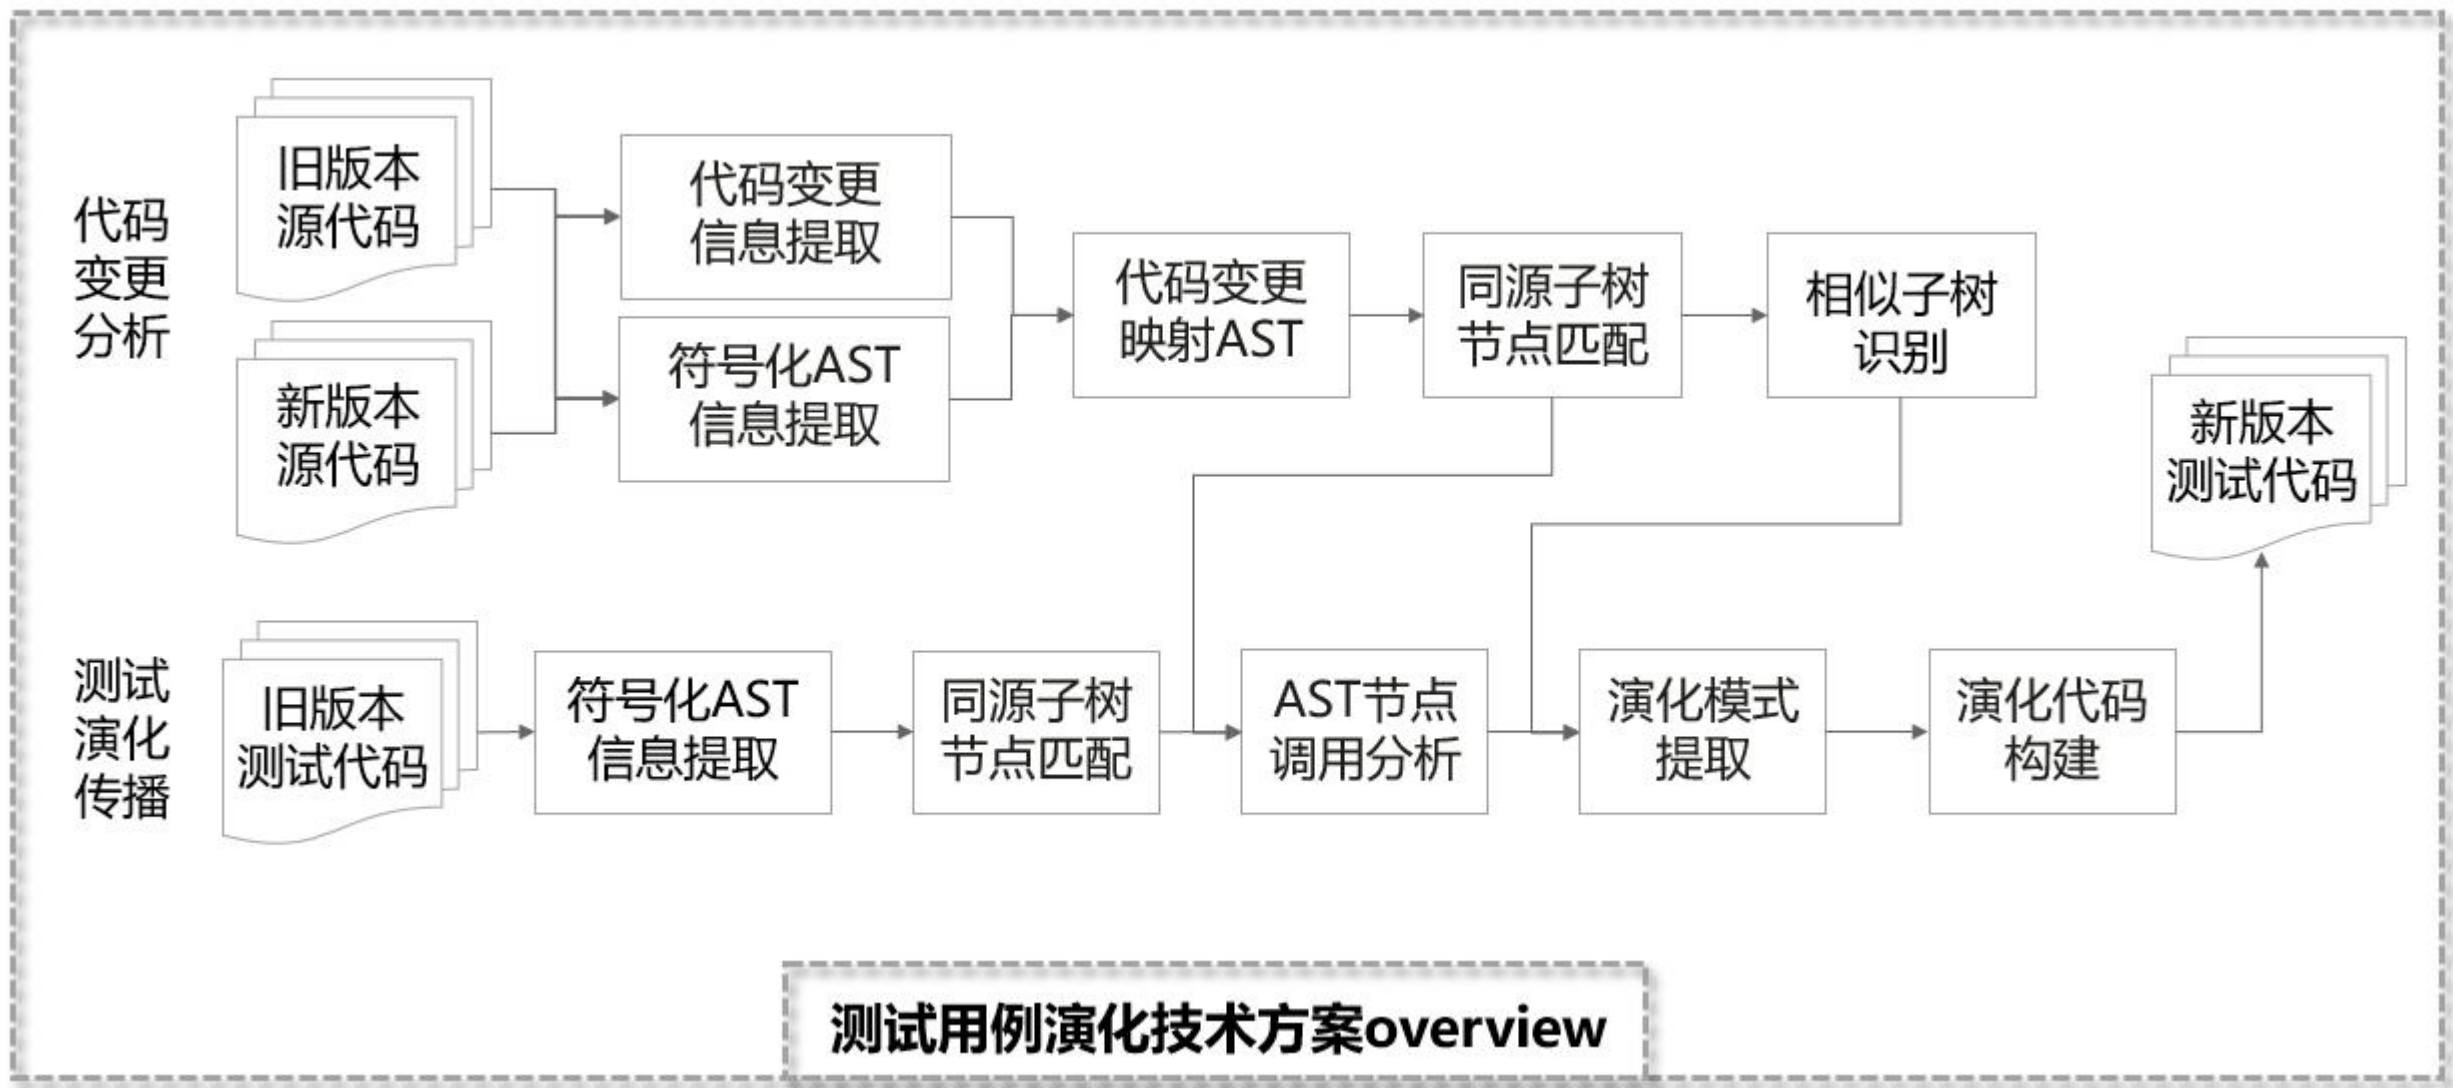 代码
变更
分析
旧版本
源代码
新版本
源代码
代码变更
信息提取
符号化AST
信息提取
代码变更
映射AST
同源子树
节点匹配
相似子树
识别
新版本
测试代码
测试
演化
传播
旧版本
测试代码
符号化AST
信息提取
同源子树
节点匹配
AST节点
调用分析
演化模式
提取
演化代码
构建
测试用例演化技术方案overview